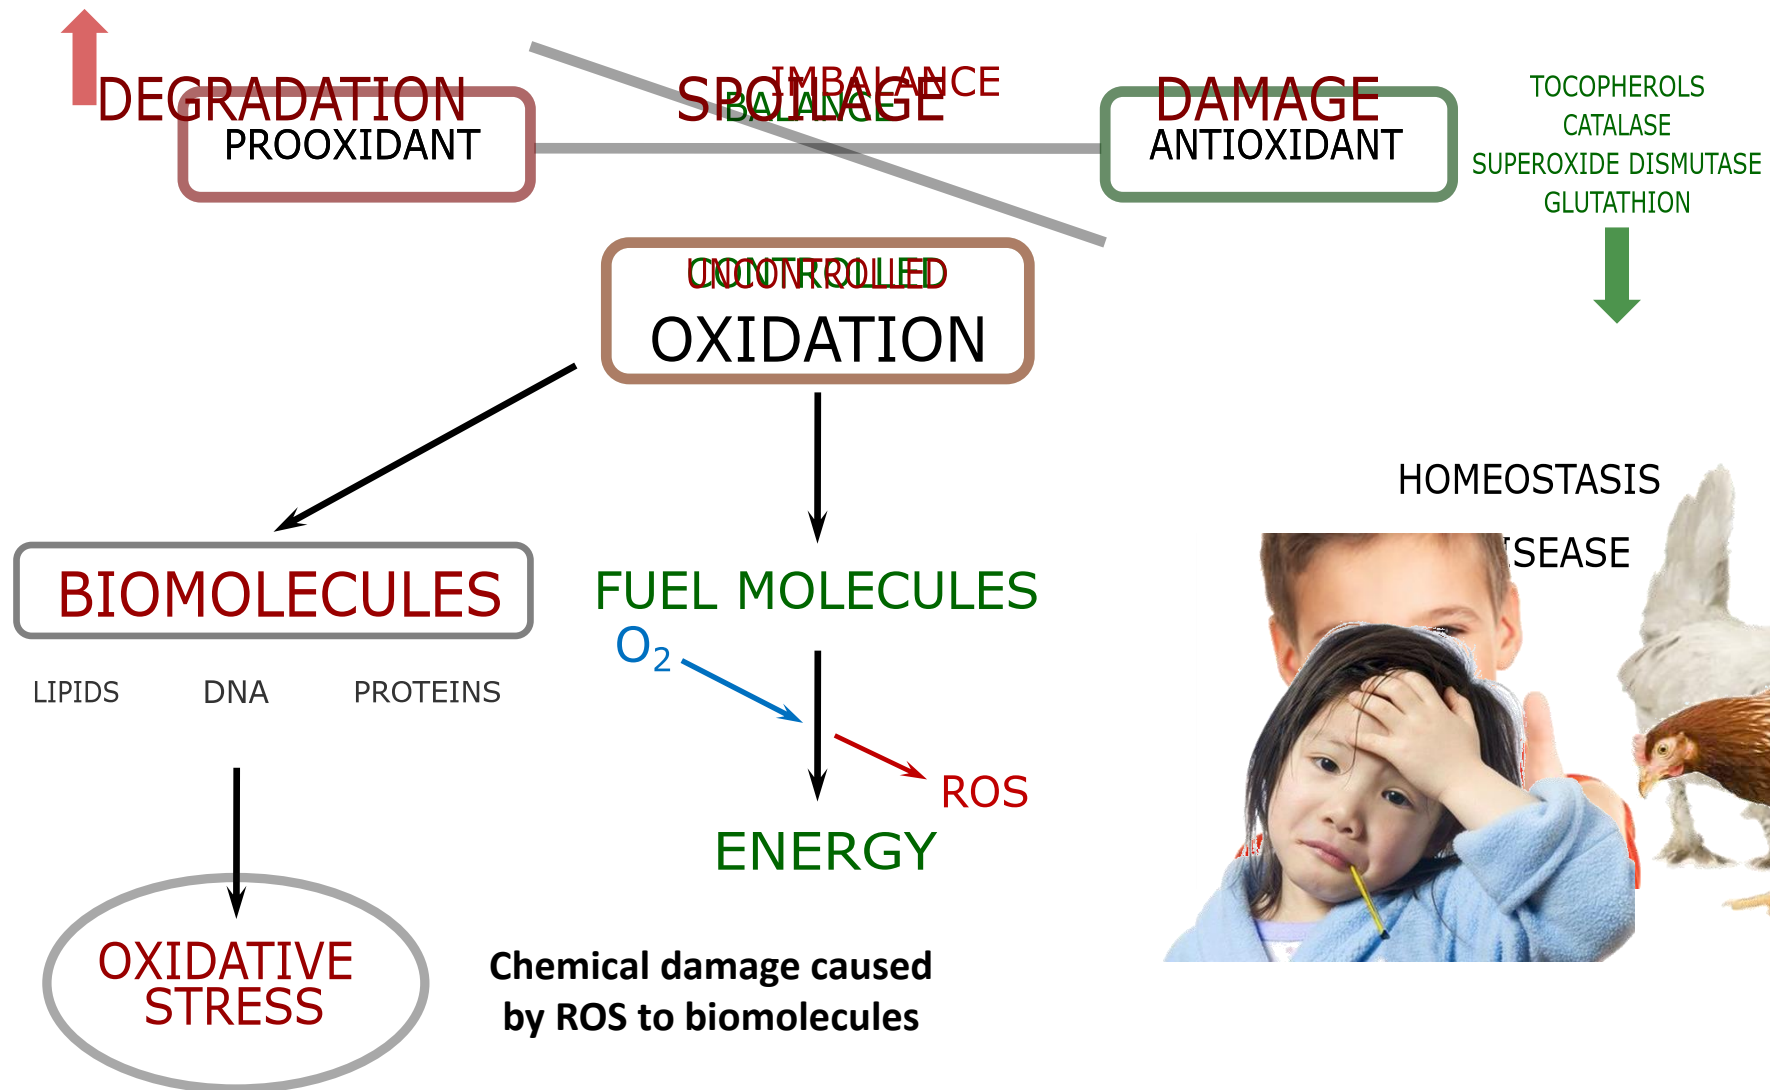 DEGRADATION
SPOILAGE
DAMAGE
IMBALANCE
BALANCE
PROOXIDANT
ANTIOXIDANT
TOCOPHEROLS
CATALASE
SUPEROXIDE DISMUTASE
GLUTATHION
UNCONTROLLED
CONTROLLED
OXIDATION
HOMEOSTASIS
ISEASE
BIOMOLECULES
FUEL MOLECULES
O₂
LIPIDS
DNA
PROTEINS
ROS
ENERGY
OXIDATIVE
STRESS
Chemical damage caused
by ROS to biomolecules